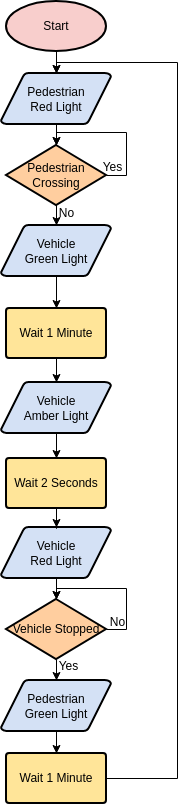 Start
Pedestrian
Red Light
Pedestrian
Crossing
Yes
No
Vehicle
Green Light
Wait 1 Minute
Vehicle
Amber Light
Wait 2 Seconds
Vehicle
Red Light
Vehicle Stopped
No
Yes
Pedestrian
Green Light
Wait 1 Minute